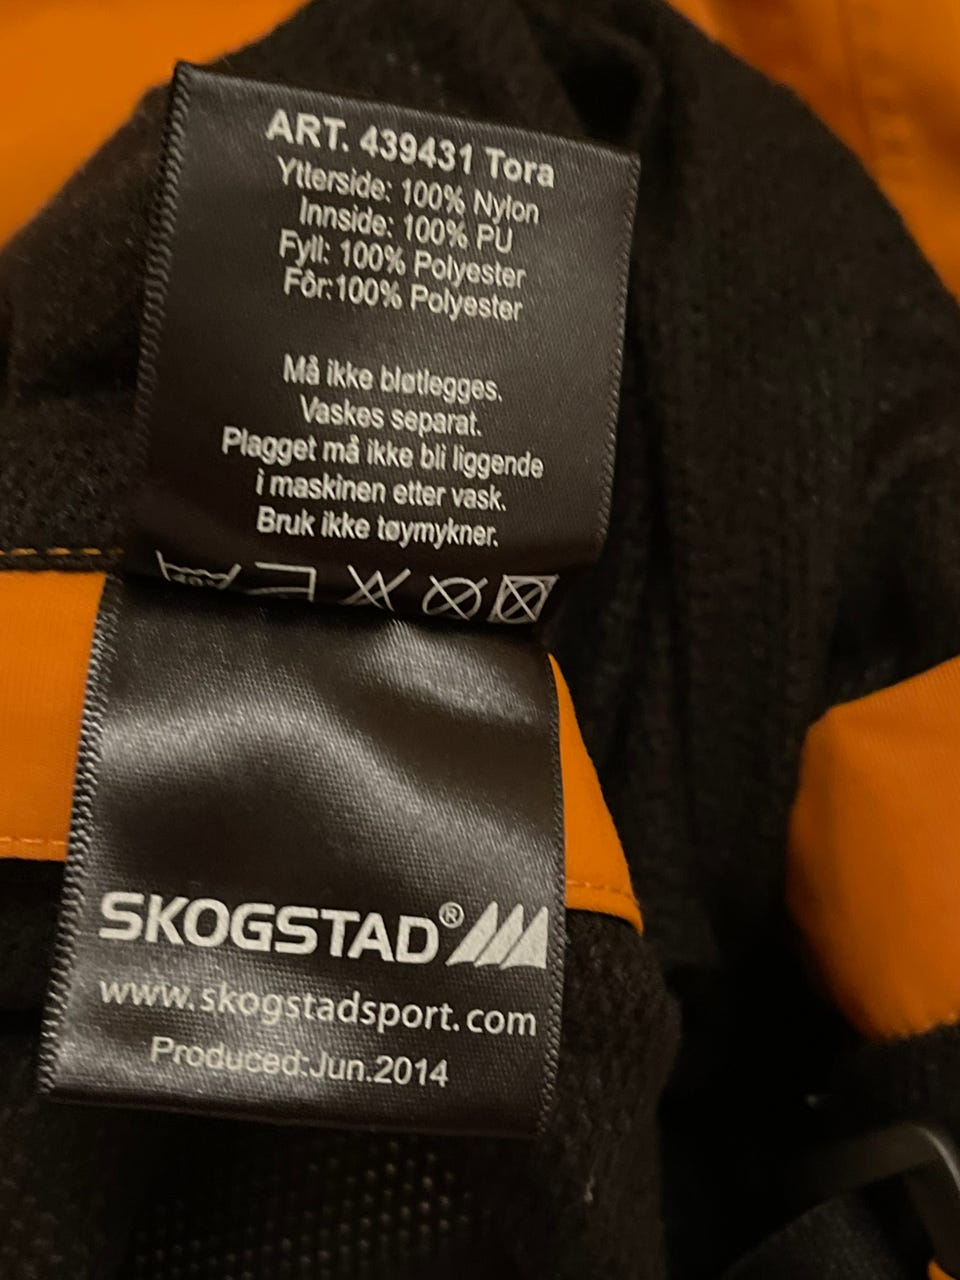 ART. 439431 Tora
Ytterside: 100% Nylon
Innside: 100% PU
Fyll: 100% Polyester
Fôr:100% Polyester
Må ikke bløtlegges.
Vaskes separat.
Plagget må ikke bli liggende
i maskinen etter vask.
Bruk ikke tøymykner.
40°
SKOGSTAD®
www.skogstadsport.com
Produced:Jun.2014